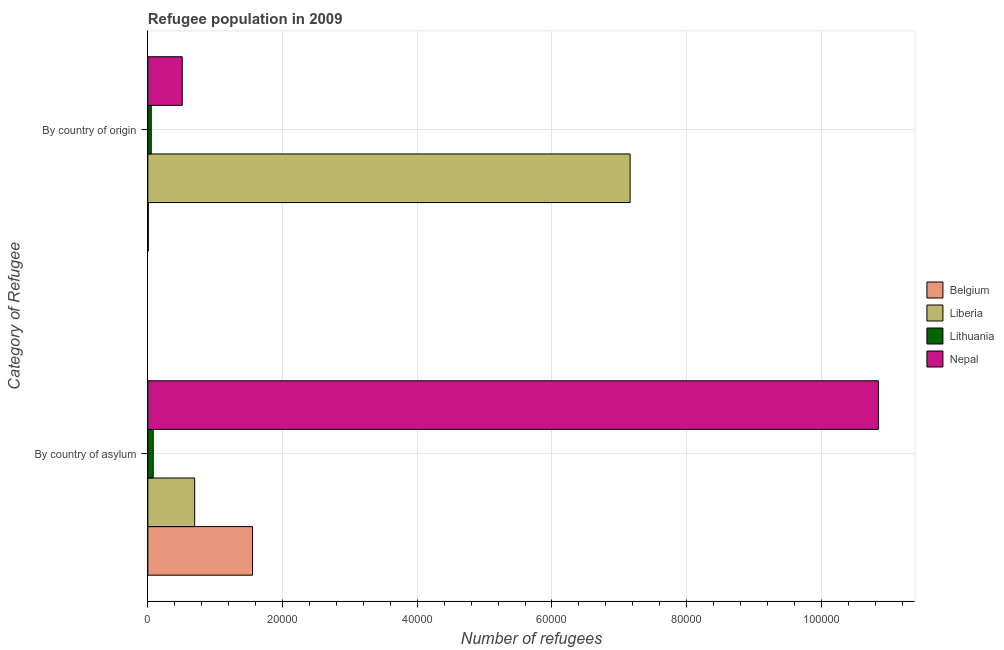 Refugee population in 2009
By country of origin
By country of asylum
Category of Refugee
0
20000
40000
60000
80000
100000
Number of refugees
Belgium
Liberia
Lithuania
Nepal